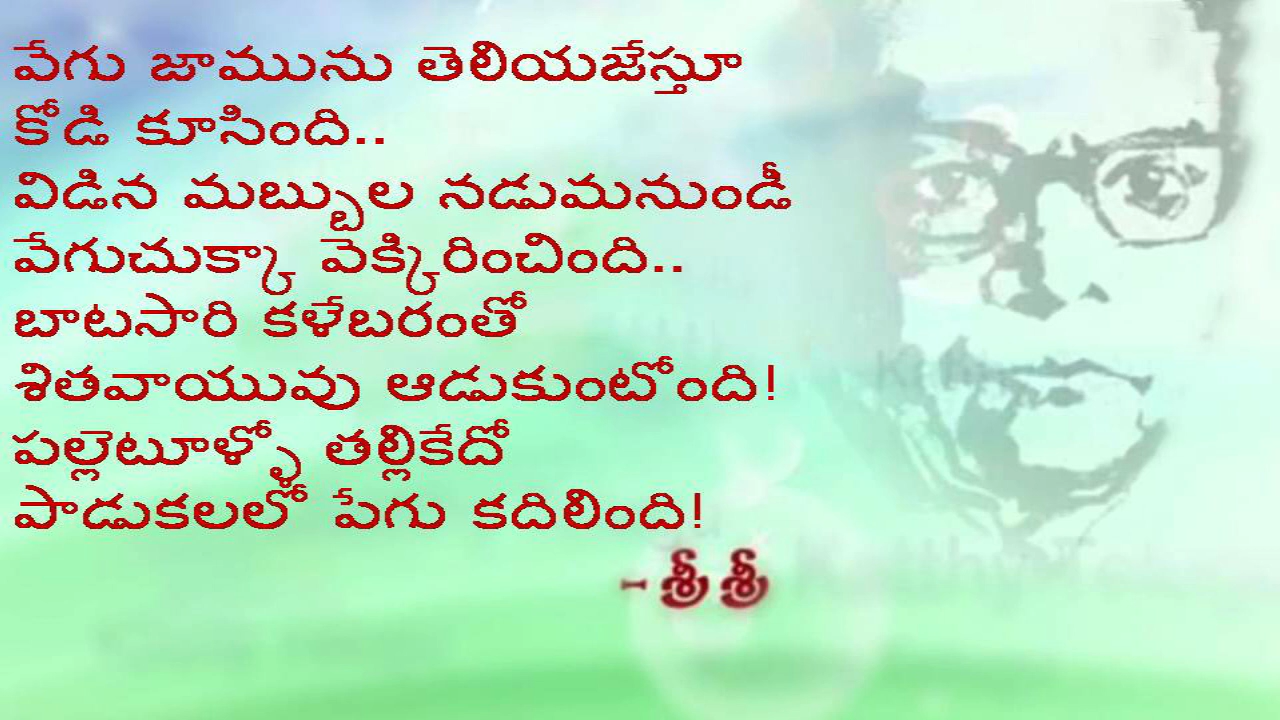 వేగు జామును తెలియజేస్తూ
కోడి కూసింది..
విడిన మబ్బుల నడుమనుండీ
వేగుచుక్కా వెక్కిరించింది..
బాటసారి కళేబరంతో
శితవాయువు ఆడుకుంటోంది!
పల్లెటూళ్ళో తల్లికేదో
పాడుకలలో పేగు కదిలింది!
- శ్రీ శ్రీ